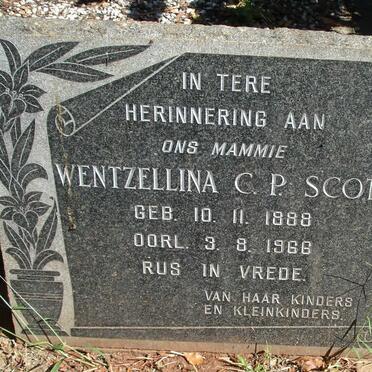 IN TERE
HERINNERING AAN
ONS MAMMIE
WENTZELLINA C. P. SCOT
GEB. 10. 11. 1888
OORL. 3. 8. 1966
RUS IN VREDE.
VAN HAAR KINDERS
EN KLEINKINDERS.